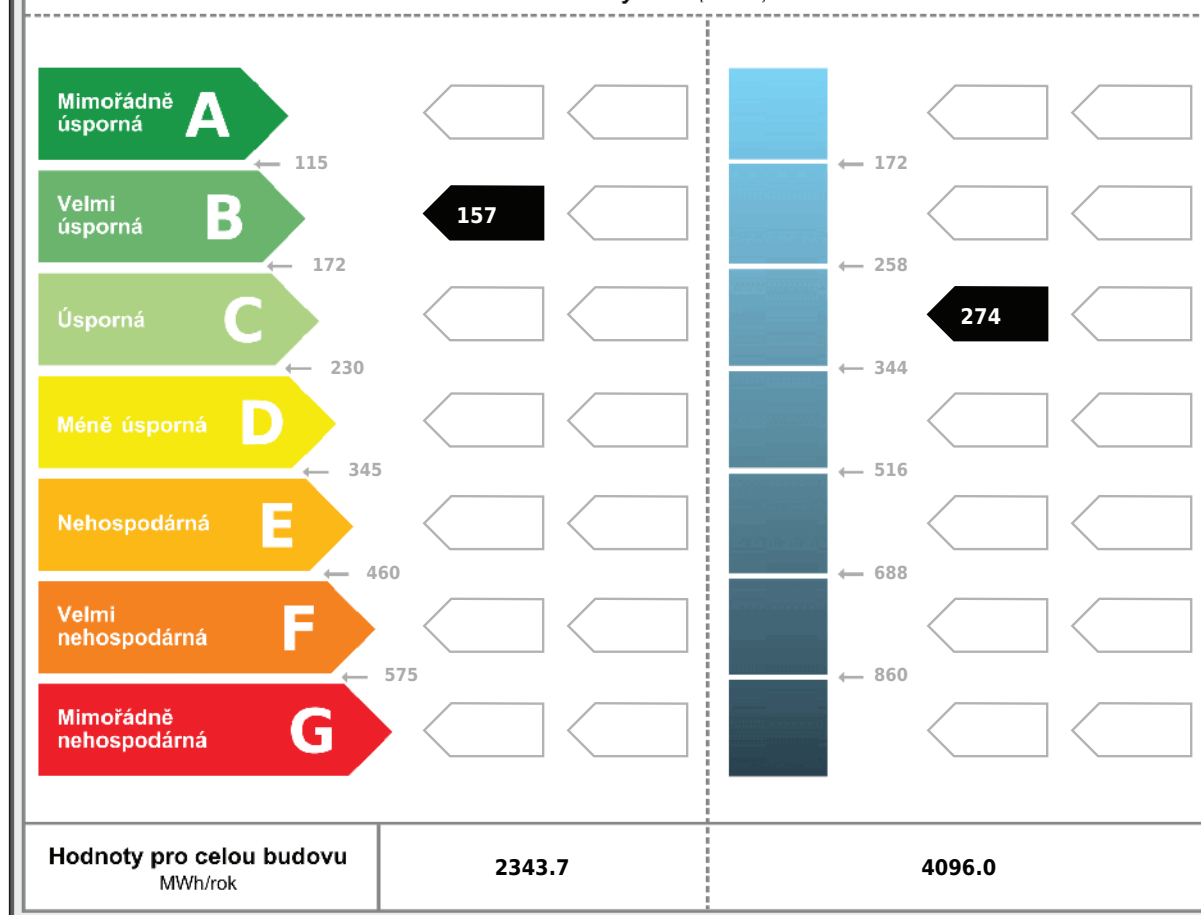 Mimořádně
úsporná
A
115
172
Velmi
úsporná
B
157
172
258
Úsporná
C
274
230
344
Méně úsporná
D
345
516
Nehospodárná
E
460
688
Velmi
nehospodárná
F
575
860
Mimořádně
nehospodárná
G
Hodnoty pro celou budovu
MWh/rok
2343.7
4096.0